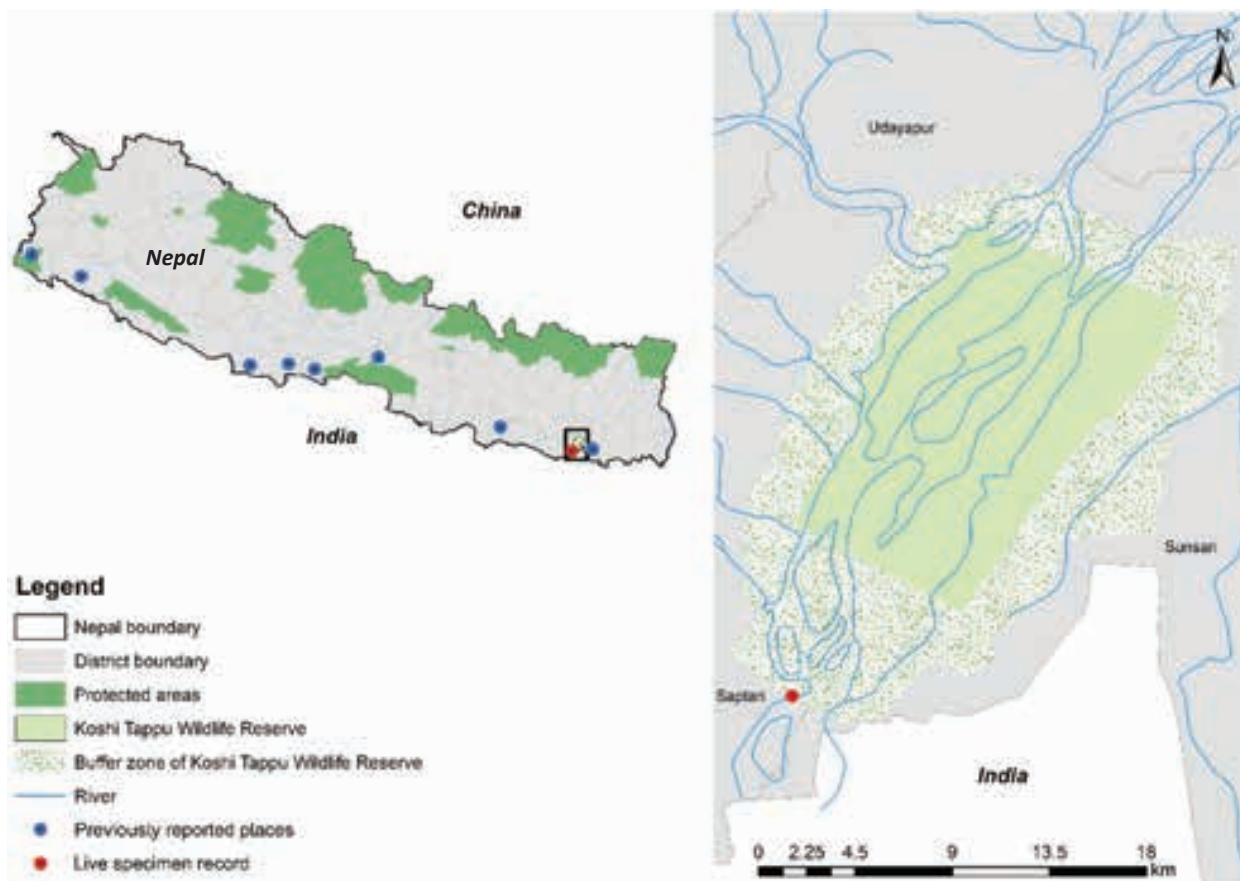 China
Nepal
India
Legend
Nepal boundary
District boundary
Protected areas
Koshi Tappu Wildlife Reserve
Buffer zone of Koshi Tappu Wildlife Reserve
River
Previously reported places
Live specimen record
N
Udayapur
Sunsari
Saptari
India
0 2.25 4.5 9 13.5 18
km